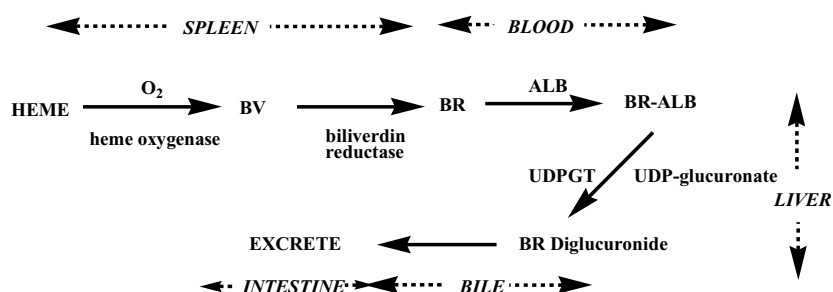 SPLEEN BLOOD
O₂ ALB
HEME BV BR BR-ALB
heme oxygenase biliverdin
reductase
UDPGT UDP-glucuronate
LIVER
EXCRETE BR Diglucuronide
INTESTINE BILE